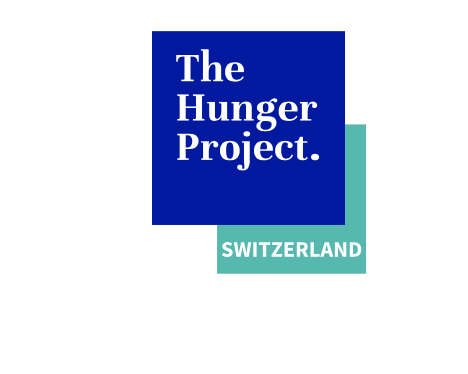 The
Hunger
Project.
SWITZERLAND